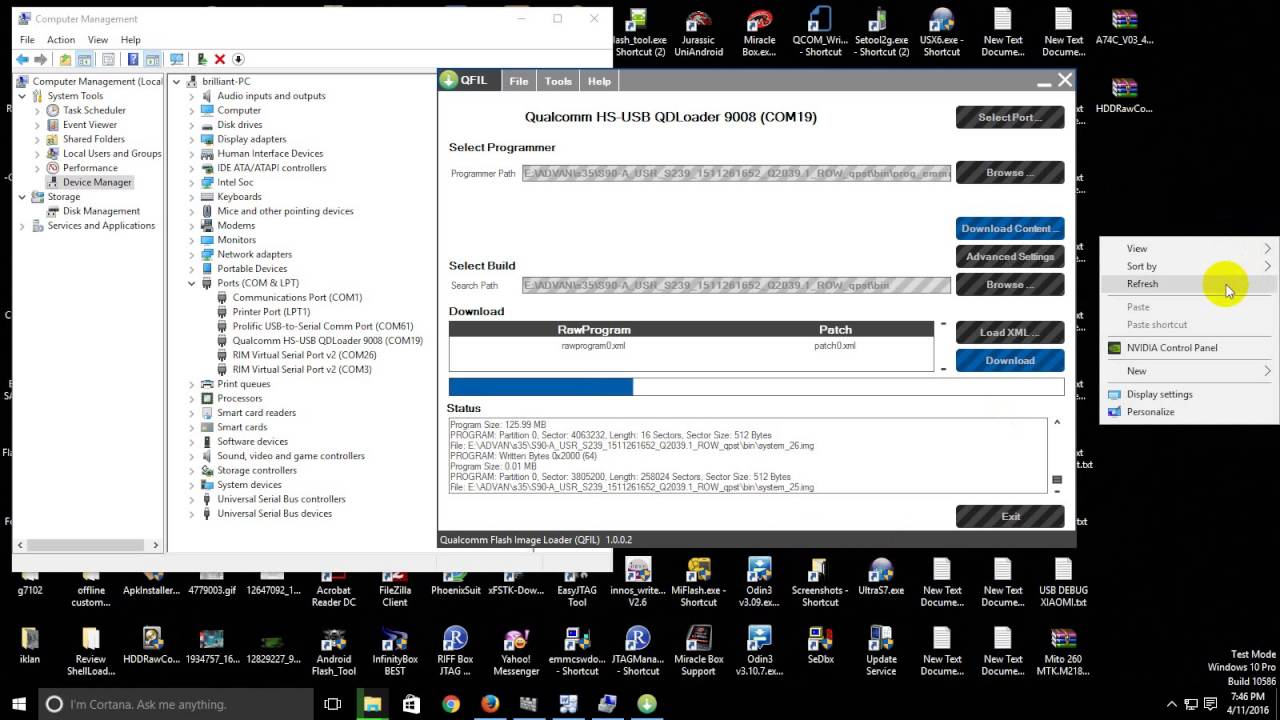 Computer Management
File Action View Help
Computer Management (Local
System Tools
Task Scheduler
Event Viewer
Shared Folders
Local Users and Groups
Performance
Device Manager
Storage
Disk Management
Services and Applications
brilliant-PC
Audio inputs and outputs
Computer
Disk drives
Display adapters
Human Interface Devices
IDE ATA/ATAPI controllers
Intel Soc
Keyboards
Mice and other pointing devices
Modems
Monitors
Network adapters
Portable Devices
Ports (COM & LPT)
Communications Port (COM1)
Printer Port (LPT1)
Prolific USB-to-Serial Comm Port (COM61)
Qualcomm HS-USB QDLoader 9008 (COM19)
RIM Virtual Serial Port v2 (COM26)
RIM Virtual Serial Port v2 (COM3)
Print queues
Processors
Smart card readers
Smart cards
Software devices
Sound, video and game controllers
Storage controllers
System devices
Universal Serial Bus controllers
Universal Serial Bus devices
QFIL File Tools Help
Qualcomm HS-USB QDLoader 9008 (COM19)
Select Port...
Select Programmer
Programmer Path
E:\ADVAN\s35\S90-A_USR_S239_1511261652_Q2039.1_ROW_qpst\bin\prog_emm
Browse ...
Download Content ...
Advanced Settings
Select Build
Search Path
E:\ADVAN\s35\S90-A_USR_S239_1511261652_Q2039.1_ROW_qpst\bin
Browse ...
Download
RawProgram Patch
rawprogram0.xml patch0.xml
Load XML ...
Download
Status
Program Size: 125.99 MB
PROGRAM: Partition 0, Sector: 4063232, Length: 16 Sectors, Sector Size: 512 Bytes
File: E:\ADVAN\s35\S90-A_USR_S239_1511261652_Q2039.1_ROW_qpst\bin\system_26.img
PROGRAM: Written Bytes 0x2000 (64)
Program Size: 0.01 MB
PROGRAM: Partition 0, Sector: 3805200, Length: 258024 Sectors, Sector Size: 512 Bytes
File: E:\ADVAN\s35\S90-A_USR_S239_1511261652_Q2039.1_ROW_qpst\bin\system_25.img
Exit
Qualcomm Flash Image Loader (QFIL) 1.0.0.2
lash_tool.exe
Shortcut (2)
Jurassic
UniAndroid
Miracle
Box.ex...
QCOM_Wri...
- Shortcut
Setool2g.exe
- Shortcut (2)
USX6.exe -
Shortcut
New Text
Docume...
New Text
Docume...
A74C_V03_4...
HDDRawCo...
View
Sort by
Refresh
Paste
Paste shortcut
NVIDIA Control Panel
New
Display settings
Personalize
g7102
offline
custom...
ApkInstaller...
4779003.gif
12647092_1...
Acrobat
Reader DC
FileZilla
Client
PhoenixSuit
xFSTK-Dow...
EasyJTAG
Tool
innos_write...
V2.6
MiFlash.exe -
Shortcut
Odin3
v3.09.ex...
Screenshots -
Shortcut
UltraS7.exe
New Text
Docume...
New Text
Docume...
USB DEBUG
XIAOMI.txt
iklan
Review
ShellLoad...
HDDRawCo...
1934757_16...
12829227_9...
Android
Flash_Tool
InfinityBox
BEST
RIFF Box
JTAG ...
Yahoo!
Messenger
emmcswdo...
- Shortcut
JTAGMana...
- Shortcut
Miracle Box
Support
Odin3
v3.10.7.ex...
SeDbx
Update
Service
New Text
Docume...
New Text
Docume...
Mito 260
MTK.M218...
Test Mode
Windows 10 Pro
Build 10586
I'm Cortana. Ask me anything.
7:46 PM
4/11/2016